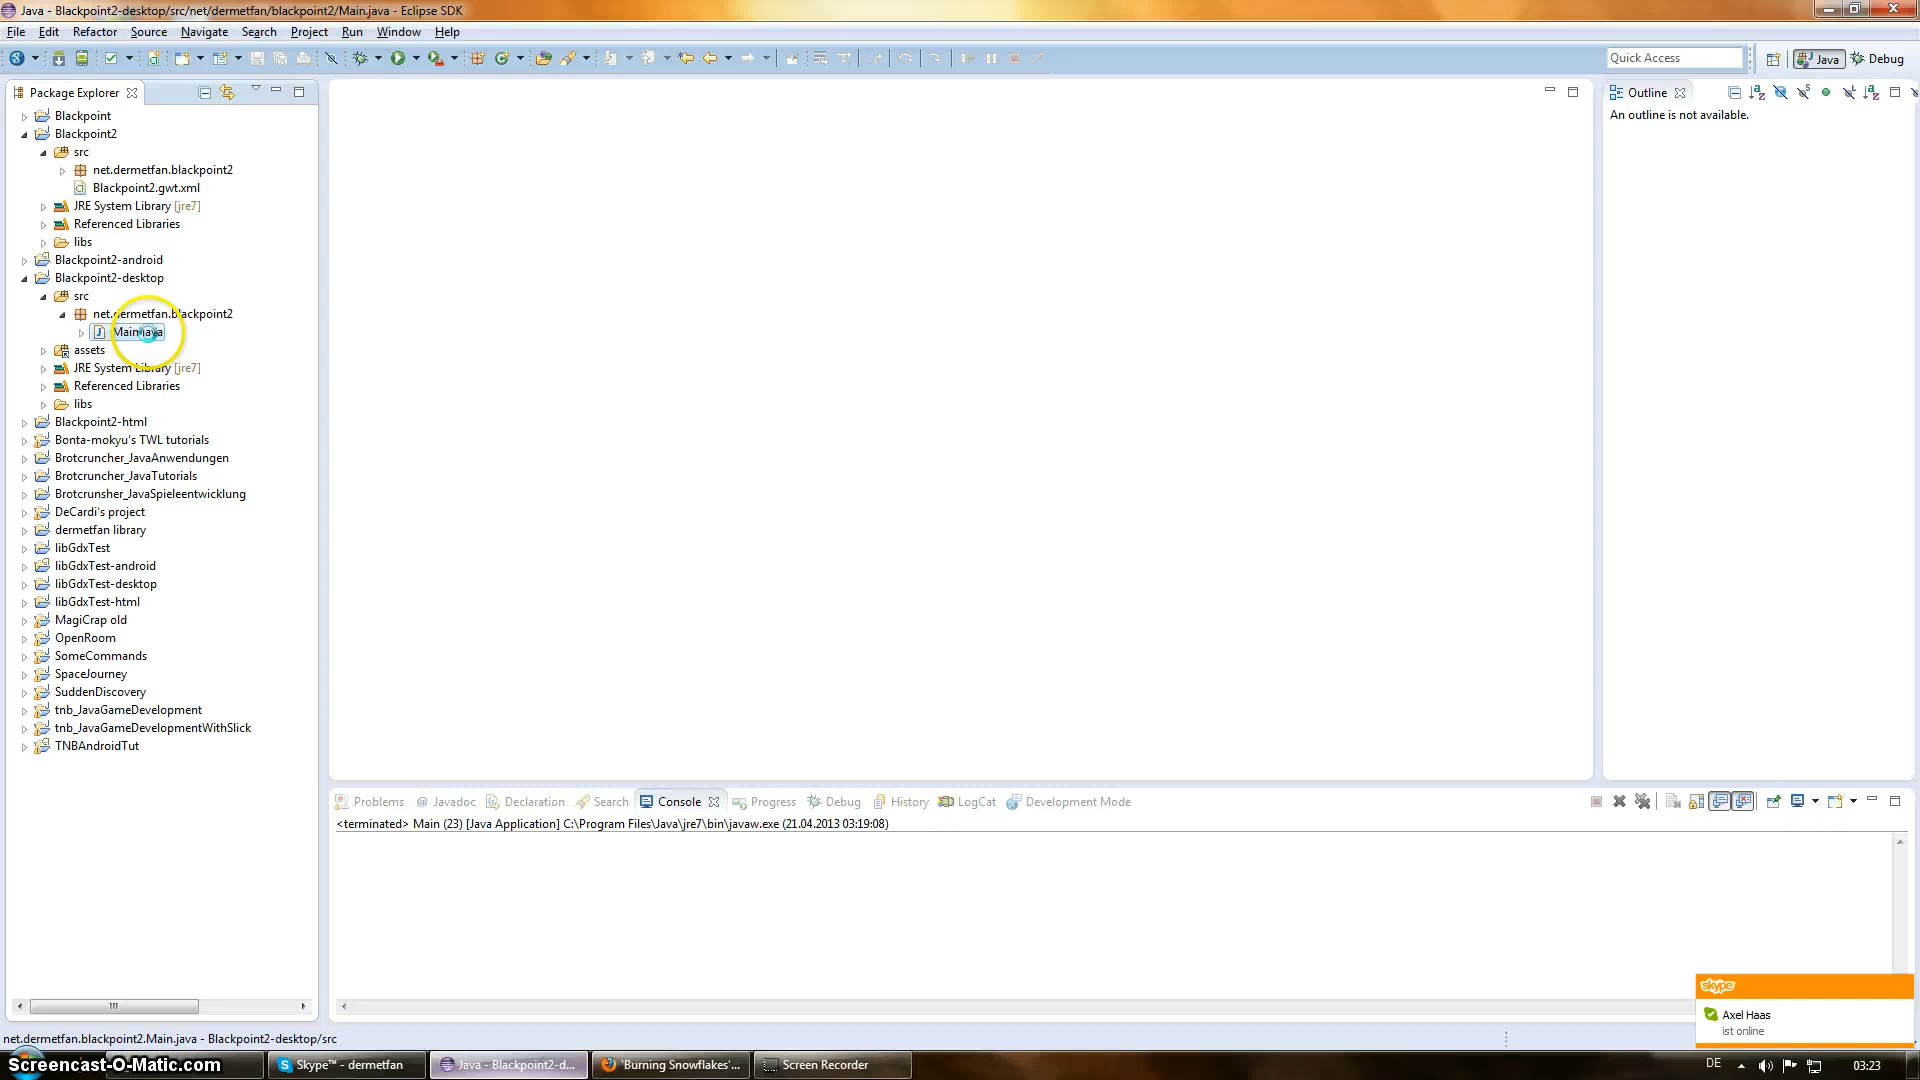 Java - Blackpoint2-desktop/src/net/dermetfan/blackpoint2/Main.java - Eclipse SDK
File Edit Refactor Source Navigate Search Project Run Window Help
Quick Access
Java Debug
Package Explorer
Outline
An outline is not available.
Blackpoint
Blackpoint2
src
net.dermetfan.blackpoint2
Blackpoint2.gwt.xml
JRE System Library [jre7]
Referenced Libraries
libs
Blackpoint2-android
Blackpoint2-desktop
src
net.dermetfan.blackpoint2
Main.java
assets
JRE System Library [jre7]
Referenced Libraries
libs
Blackpoint2-html
Bonta-mokyu's TWL tutorials
Brotcruncher_JavaAnwendungen
Brotcruncher_JavaTutorials
Brotcrunsher_JavaSpieleentwicklung
DeCardi's project
dermetfan library
libGdxTest
libGdxTest-android
libGdxTest-desktop
libGdxTest-html
MagiCrap old
OpenRoom
SomeCommands
SpaceJourney
SuddenDiscovery
tnb_JavaGameDevelopment
tnb_JavaGameDevelopmentWithSlick
TNBAndroidTut
Problems Javadoc Declaration Search Console Progress Debug History LogCat Development Mode
<terminated> Main (23) [Java Application] C:\Program Files\Java\jre7\bin\javaw.exe (21.04.2013 03:19:08)
skype
Axel Haas
ist online
net.dermetfan.blackpoint2.Main.java - Blackpoint2-desktop/src
Screencast-O-Matic.com
Skype™ - dermetfan
Java - Blackpoint2-d...
'Burning Snowflakes'...
Screen Recorder
DE
03:23